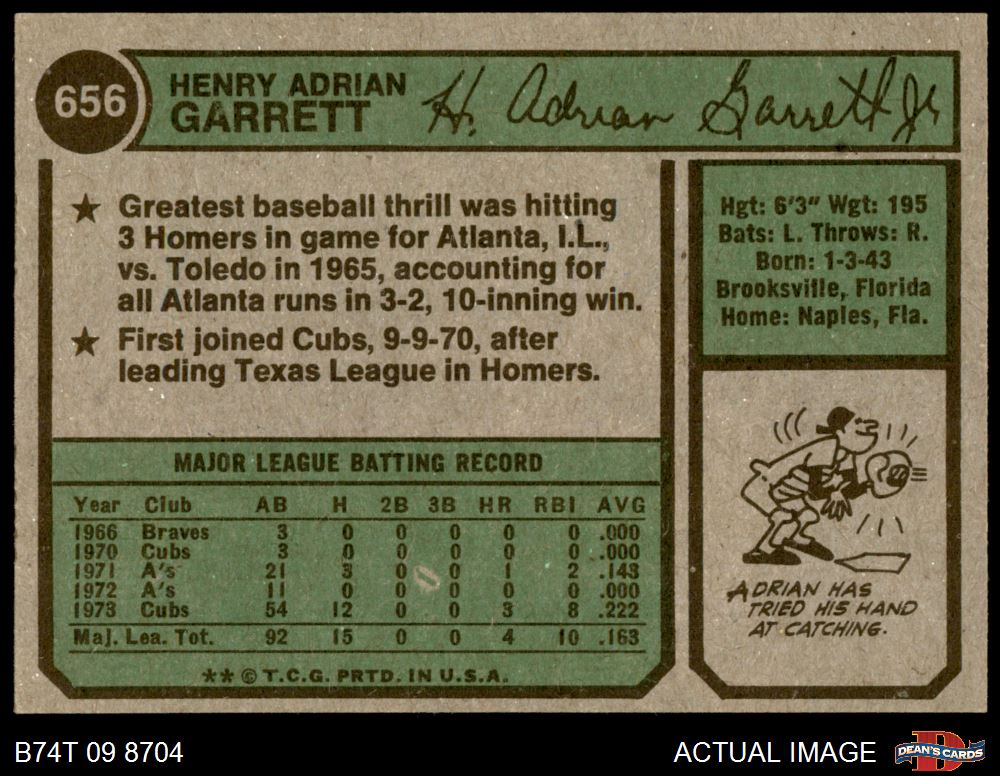 656
HENRY ADRIAN
GARRETT
H. Adrian Garrett Jr
★ Greatest baseball thrill was hitting
3 Homers in game for Atlanta, I.L.,
vs. Toledo in 1965, accounting for
all Atlanta runs in 3-2, 10-inning win.
★ First joined Cubs, 9-9-70, after
leading Texas League in Homers.
Hgt: 6'3" Wgt: 195
Bats: L. Throws: R.
Born: 1-3-43
Brooksville, Florida
Home: Naples, Fla.
MAJOR LEAGUE BATTING RECORD
Year Club AB H 2B 3B HR RBI AVG
1966 Braves 3 0 0 0 0 0 .000
1970 Cubs 3 0 0 0 0 0 .000
1971 A's 21 3 0 0 1 2 .143
1972 A's 11 0 0 0 0 0 .000
1973 Cubs 54 12 0 0 3 8 .222
Maj. Lea. Tot. 92 15 0 0 4 10 .163
** © T.C.G. PRTD. IN U.S.A.
ADRIAN HAS
TRIED HIS HAND
AT CATCHING.
B74T 09 8704
ACTUAL IMAGE
DEAN'S CARDS